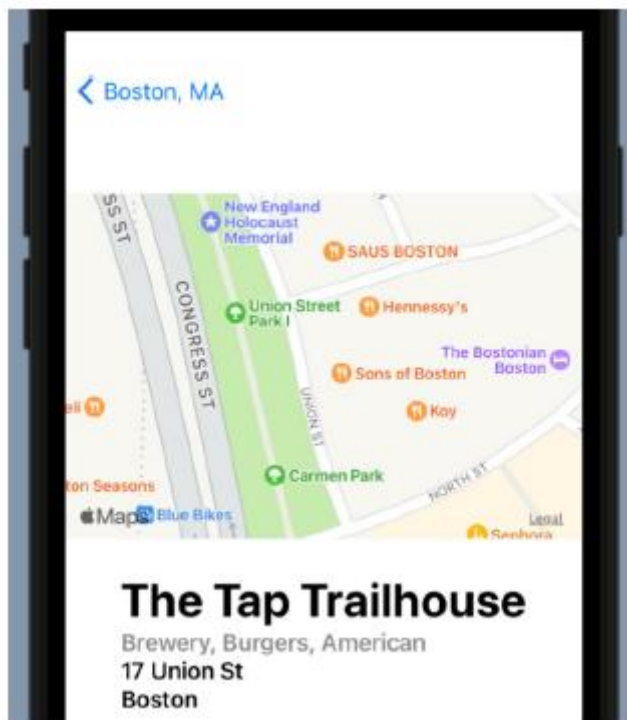 Boston, MA
SS ST
New England
Holocaust
Memorial
SAUS BOSTON
CONGRESS ST
Union Street
Park I
Hennessy's
The Bostonian
Boston
Sons of Boston
eli
UNION ST
Koy
Carmen Park
NORTH ST
ton Seasons
Maps
Blue Bikes
Legal
Sephora
The Tap Trailhouse
Brewery, Burgers, American
17 Union St
Boston